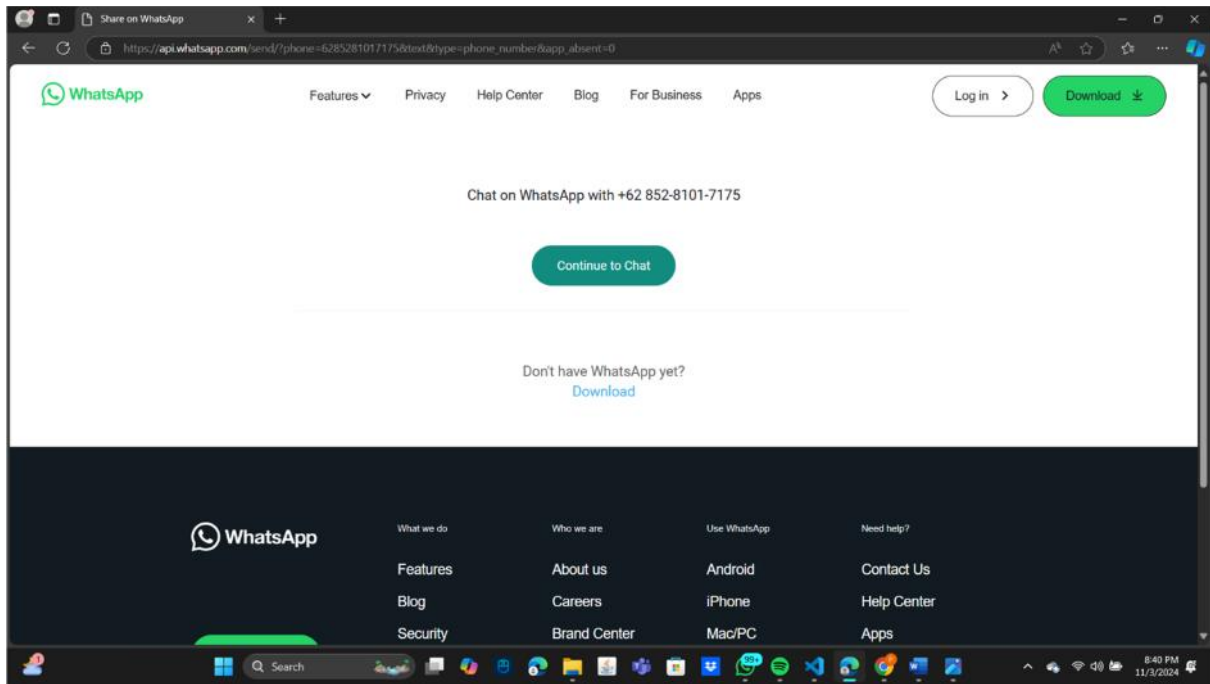 Share on WhatsApp
https://api.whatsapp.com/send/?phone=6285281017175&text&type=phone_number&app_absent=0
WhatsApp Features Privacy Help Center Blog For Business Apps Log in Download
Chat on WhatsApp with +62 852-8101-7175
Continue to Chat
Don't have WhatsApp yet?
Download
WhatsApp
What we do Who we are Use WhatsApp Need help?
Features About us Android Contact Us
Blog Careers iPhone Help Center
Security Brand Center Mac/PC Apps
Search 99+ 8:40 PM
11/3/2024